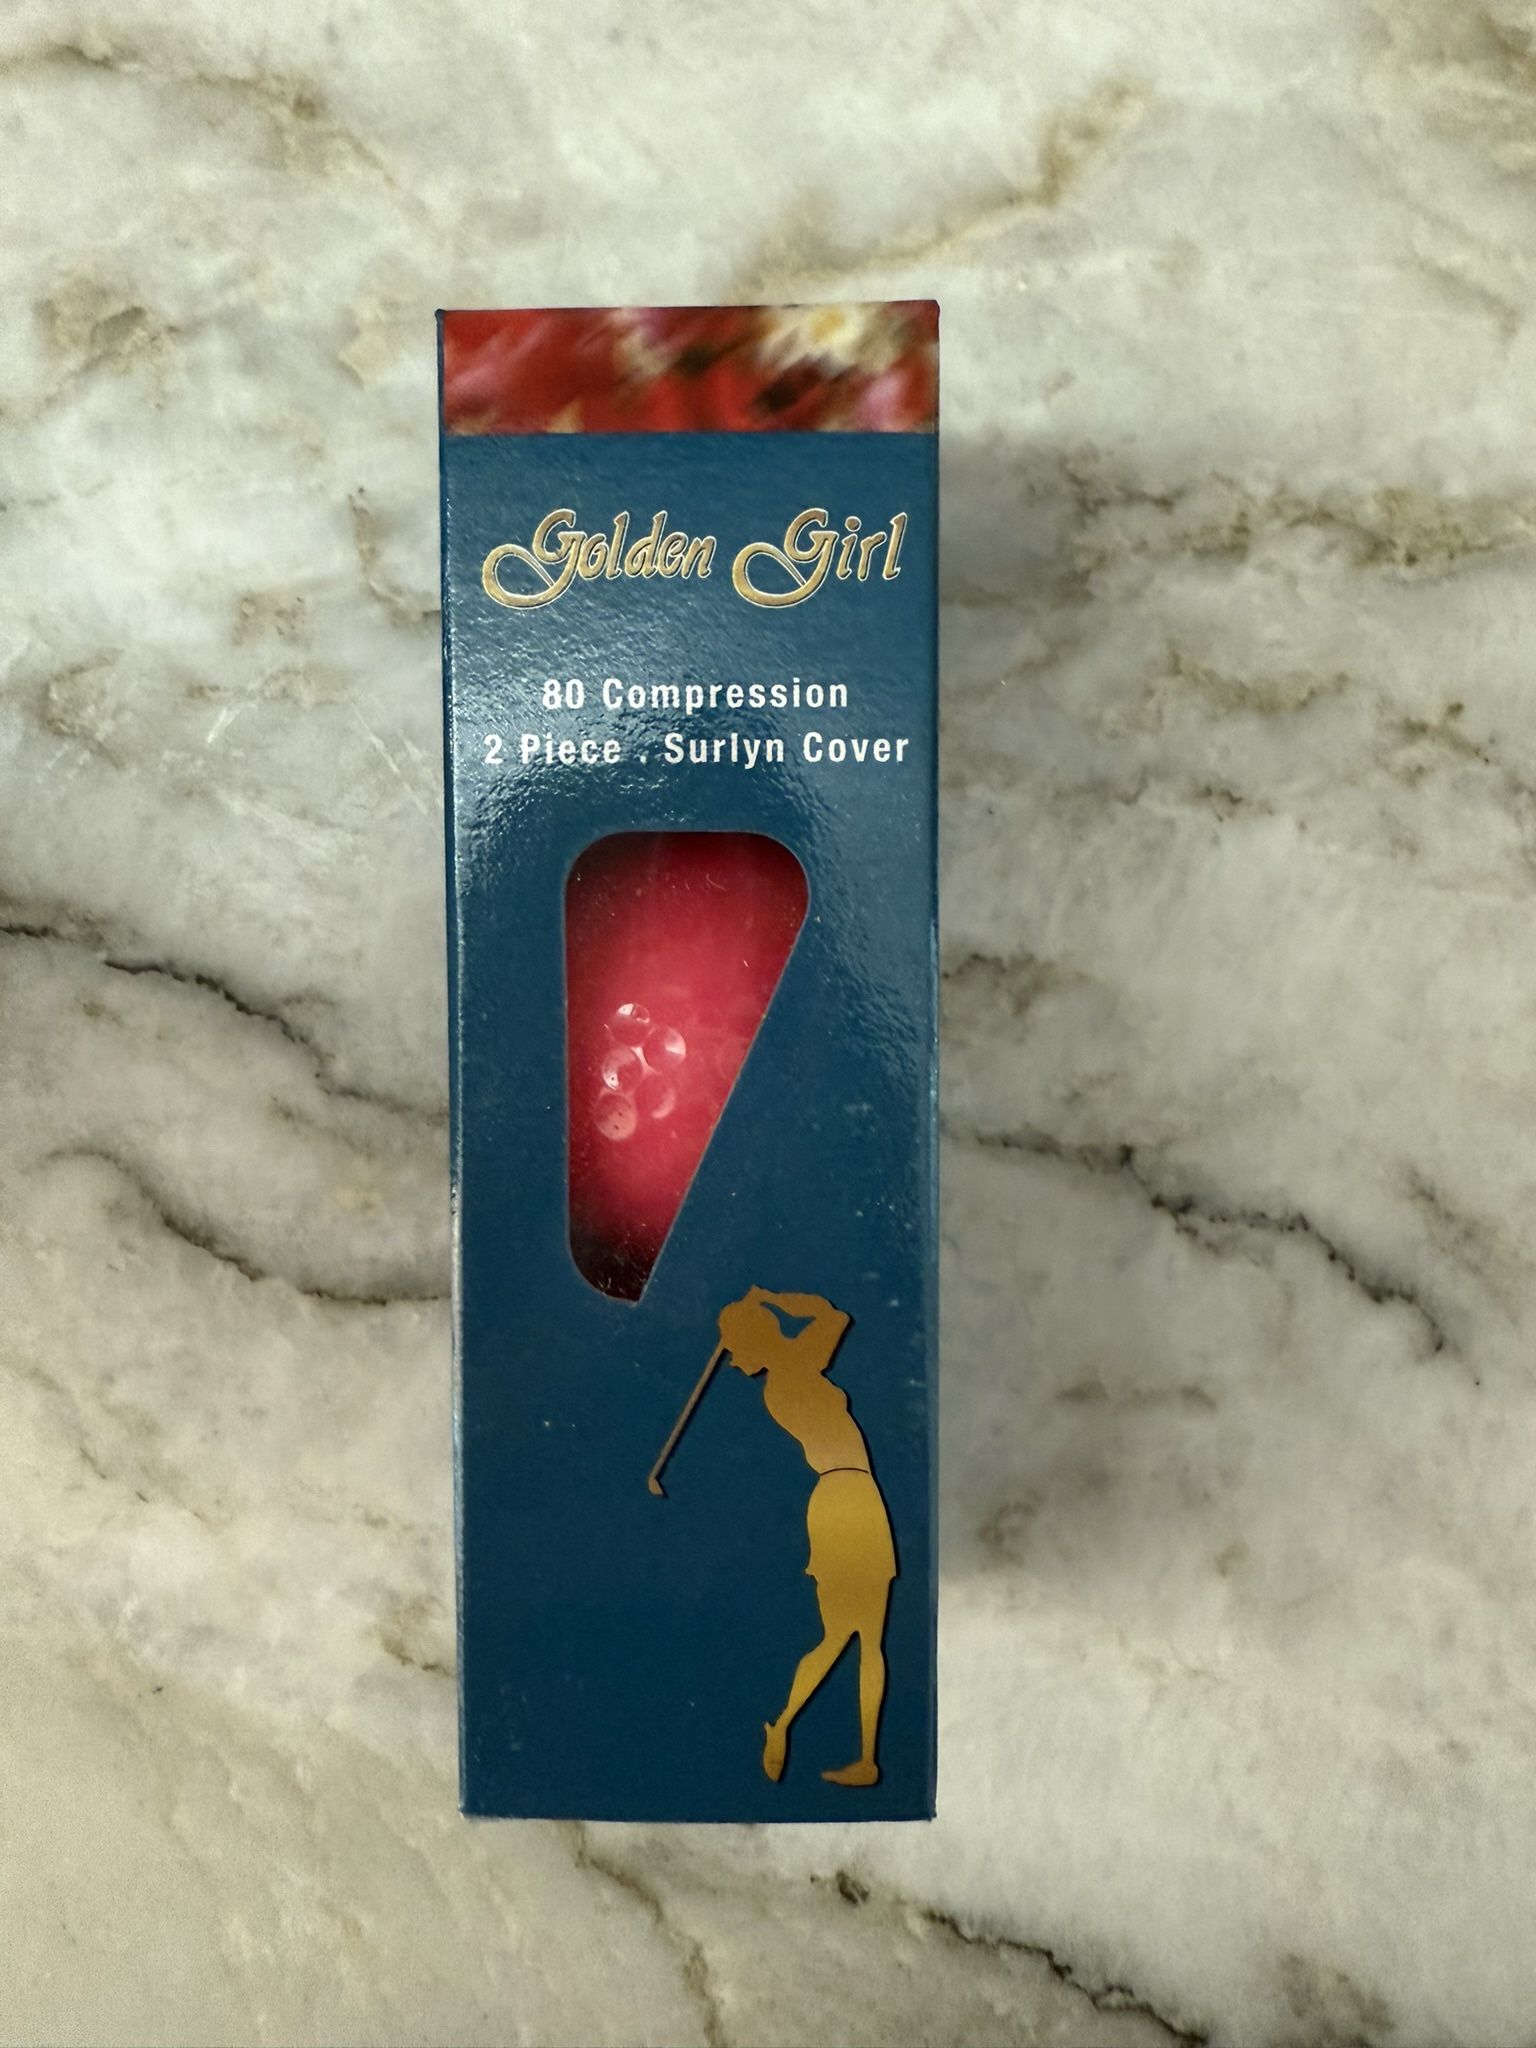 Golden Girl
80 Compression
2 Piece . Surlyn Cover